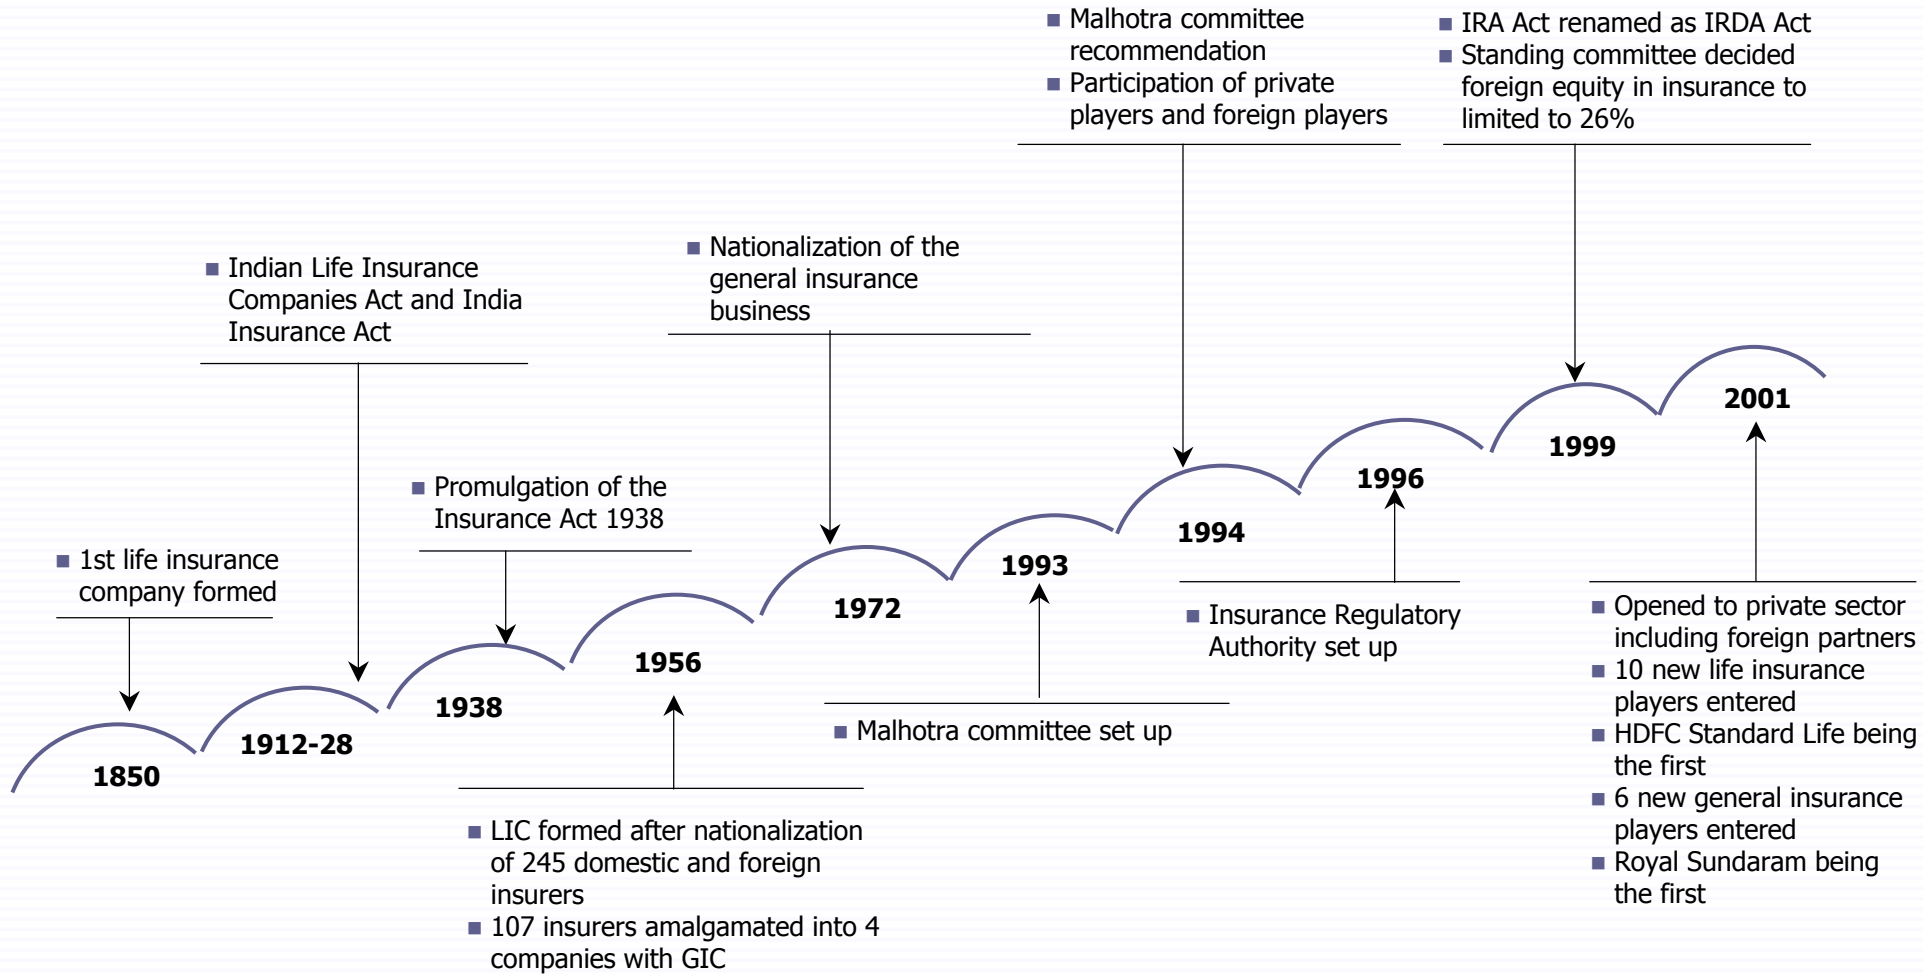 ■ 1st life insurance
company formed
1850
■ Indian Life Insurance
Companies Act and India
Insurance Act
1912-28
■ Promulgation of the
Insurance Act 1938
1938
1956
■ LIC formed after nationalization
of 245 domestic and foreign
insurers
■ 107 insurers amalgamated into 4
companies with GIC
■ Nationalization of the
general insurance
business
1972
1993
■ Malhotra committee set up
■ Malhotra committee
recommendation
■ Participation of private
players and foreign players
1994
1996
■ Insurance Regulatory
Authority set up
■ IRA Act renamed as IRDA Act
■ Standing committee decided
foreign equity in insurance to
limited to 26%
1999
2001
■ Opened to private sector
including foreign partners
■ 10 new life insurance
players entered
■ HDFC Standard Life being
the first
■ 6 new general insurance
players entered
■ Royal Sundaram being
the first